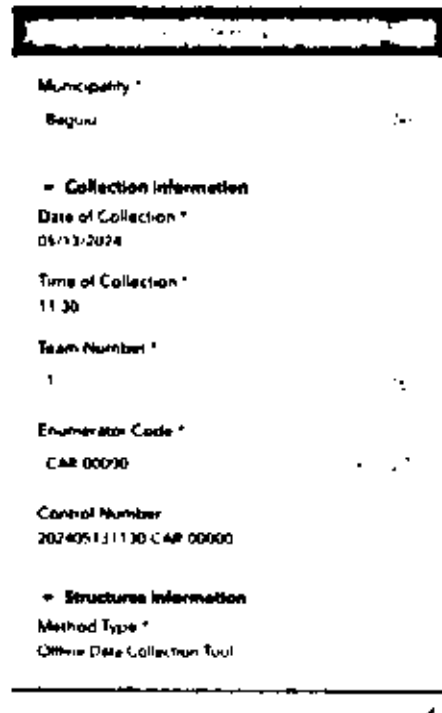 Municipality *
Baguio
Collection Information
Date of Collection *
05/13/2024
Time of Collection *
11:30
Team Number *
1
Enumerator Code *
CAR 00000
Control Number
202405131130 CAR 00000
Structures Information
Method Type *
Offline Data Collection Tool